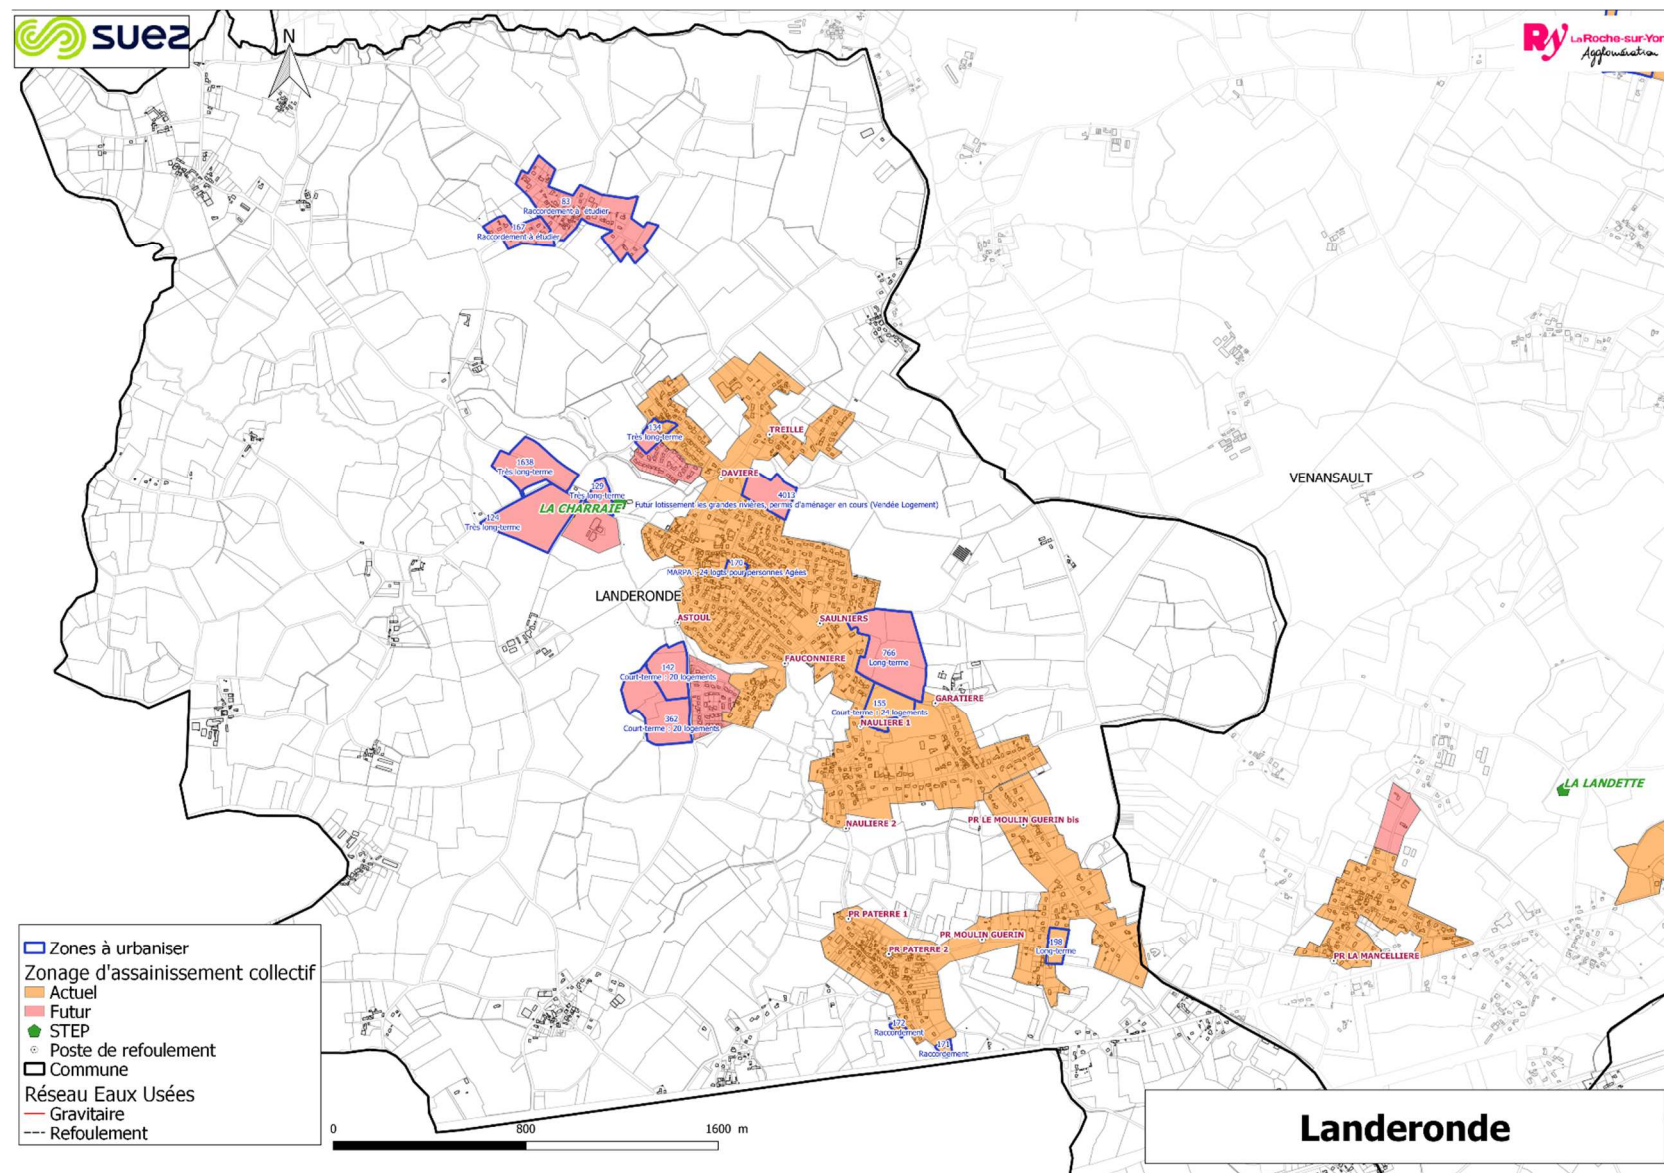 suez
N
Ry La Roche-sur-Yon
Agglomération
83
Raccordement à étudier
167
Raccordement à étudier
134
Très long-terme
TREILLE
DAVIERE
1638
Très long-terme
129
Très long-terme
LA CHARRAIE
124
Très long-terme
4013
Futur lotissement les grandes rivières, permis d'aménager en cours (Vendée Logement)
VENANSAULT
170
MARPA : 24 logts pour personnes Agées
LANDERONDE
ASTOUL
SAULNIERS
FAUCONNIERE
766
Long-terme
142
Court-terme : 20 logements
362
Court-terme : 20 logements
GARATIERE
155
Court-terme : 24 logements
NAULIERE 1
NAULIERE 2
PR LE MOULIN GUERIN bis
LA LANDETTE
PR PATERRE 1
PR MOULIN GUERIN
PR PATERRE 2
198
Long-terme
PR LA MANCELLIERE
172
Raccordement
171
Raccordement
Zones à urbaniser
Zonage d'assainissement collectif
Actuel
Futur
STEP
Poste de refoulement
Commune
Réseau Eaux Usées
Gravitaire
Refoulement
0 800 1600 m
Landeronde